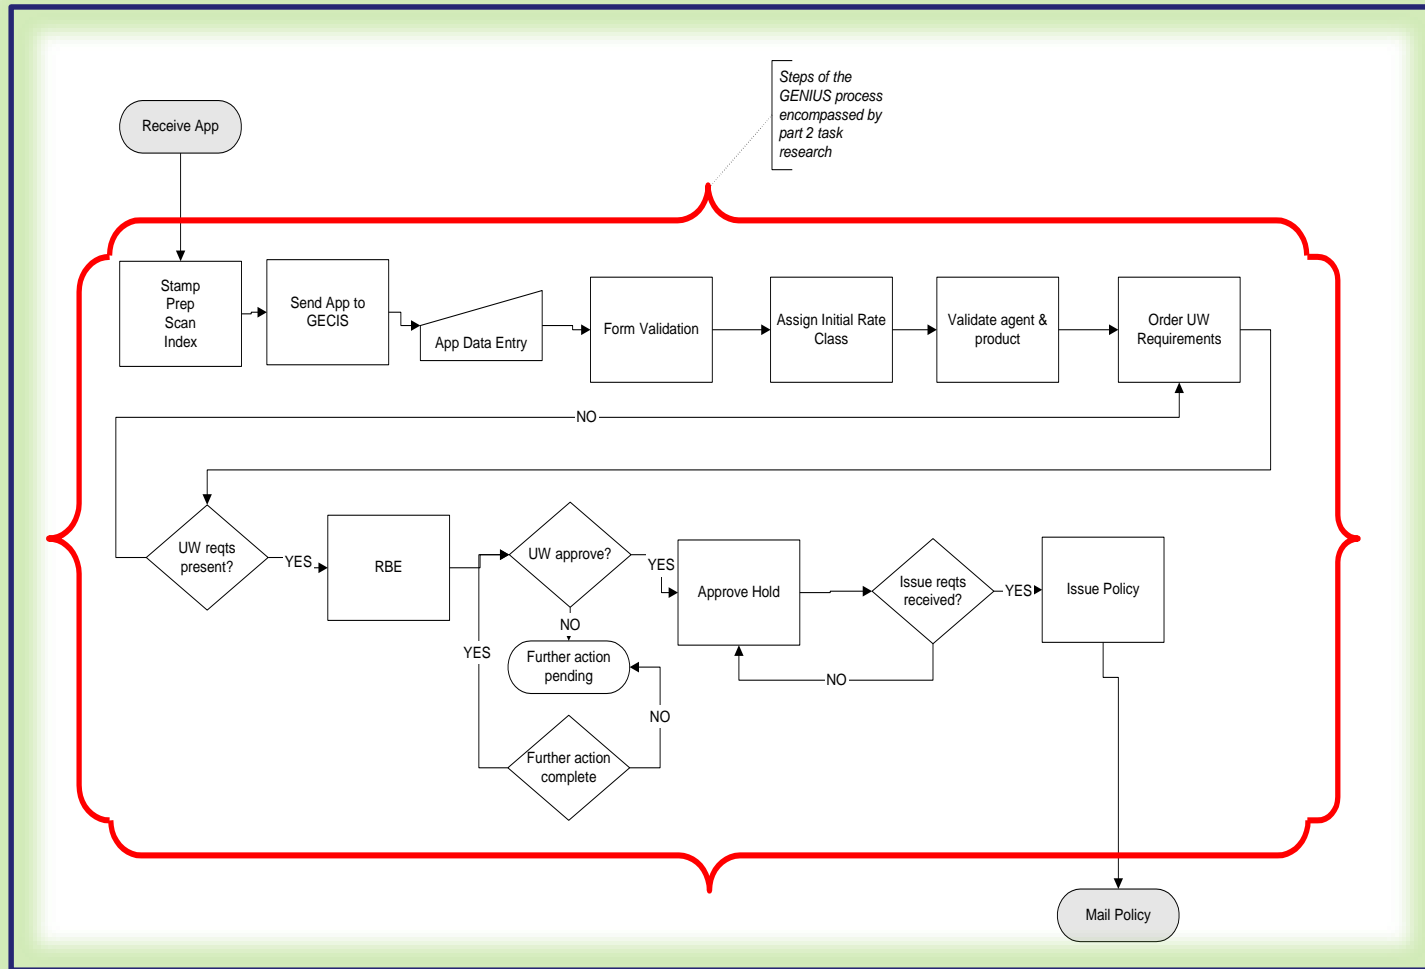 Steps of the
GENIUS process
encompassed by
part 2 task
research
Receive App
Stamp
Prep
Scan
Index
Send App to
GECIS
App Data Entry
Form Validation
Assign Initial Rate
Class
Validate agent &
product
Order UW
Requirements
NO
UW reqts
present?
YES
RBE
UW approve?
YES
Approve Hold
Issue reqts
received?
YES
Issue Policy
NO
YES
Further action
pending
NO
NO
Further action
complete
Mail Policy